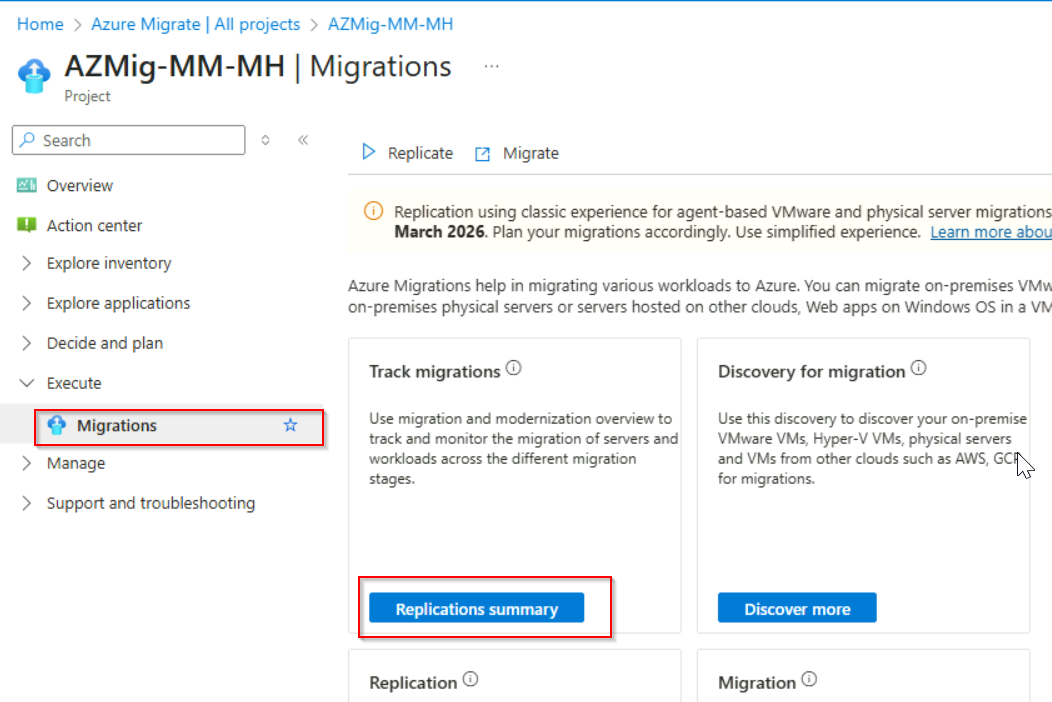 Home > Azure Migrate | All projects > AZMig-MM-MH
AZMig-MM-MH | Migrations ...
Project
Search
Replicate Migrate
Overview
Action center
Explore inventory
Explore applications
Decide and plan
Execute
Migrations
Manage
Support and troubleshooting
Replication using classic experience for agent-based VMware and physical server migrations
March 2026. Plan your migrations accordingly. Use simplified experience. Learn more abou
Azure Migrations help in migrating various workloads to Azure. You can migrate on-premises VMw
on-premises physical servers or servers hosted on other clouds, Web apps on Windows OS in a VM
Track migrations
Use migration and modernization overview to
track and monitor the migration of servers and
workloads across the different migration
stages.
Replications summary
Discovery for migration
Use this discovery to discover your on-premise
VMware VMs, Hyper-V VMs, physical servers
and VMs from other clouds such as AWS, GCP
for migrations.
Discover more
Replication
Migration